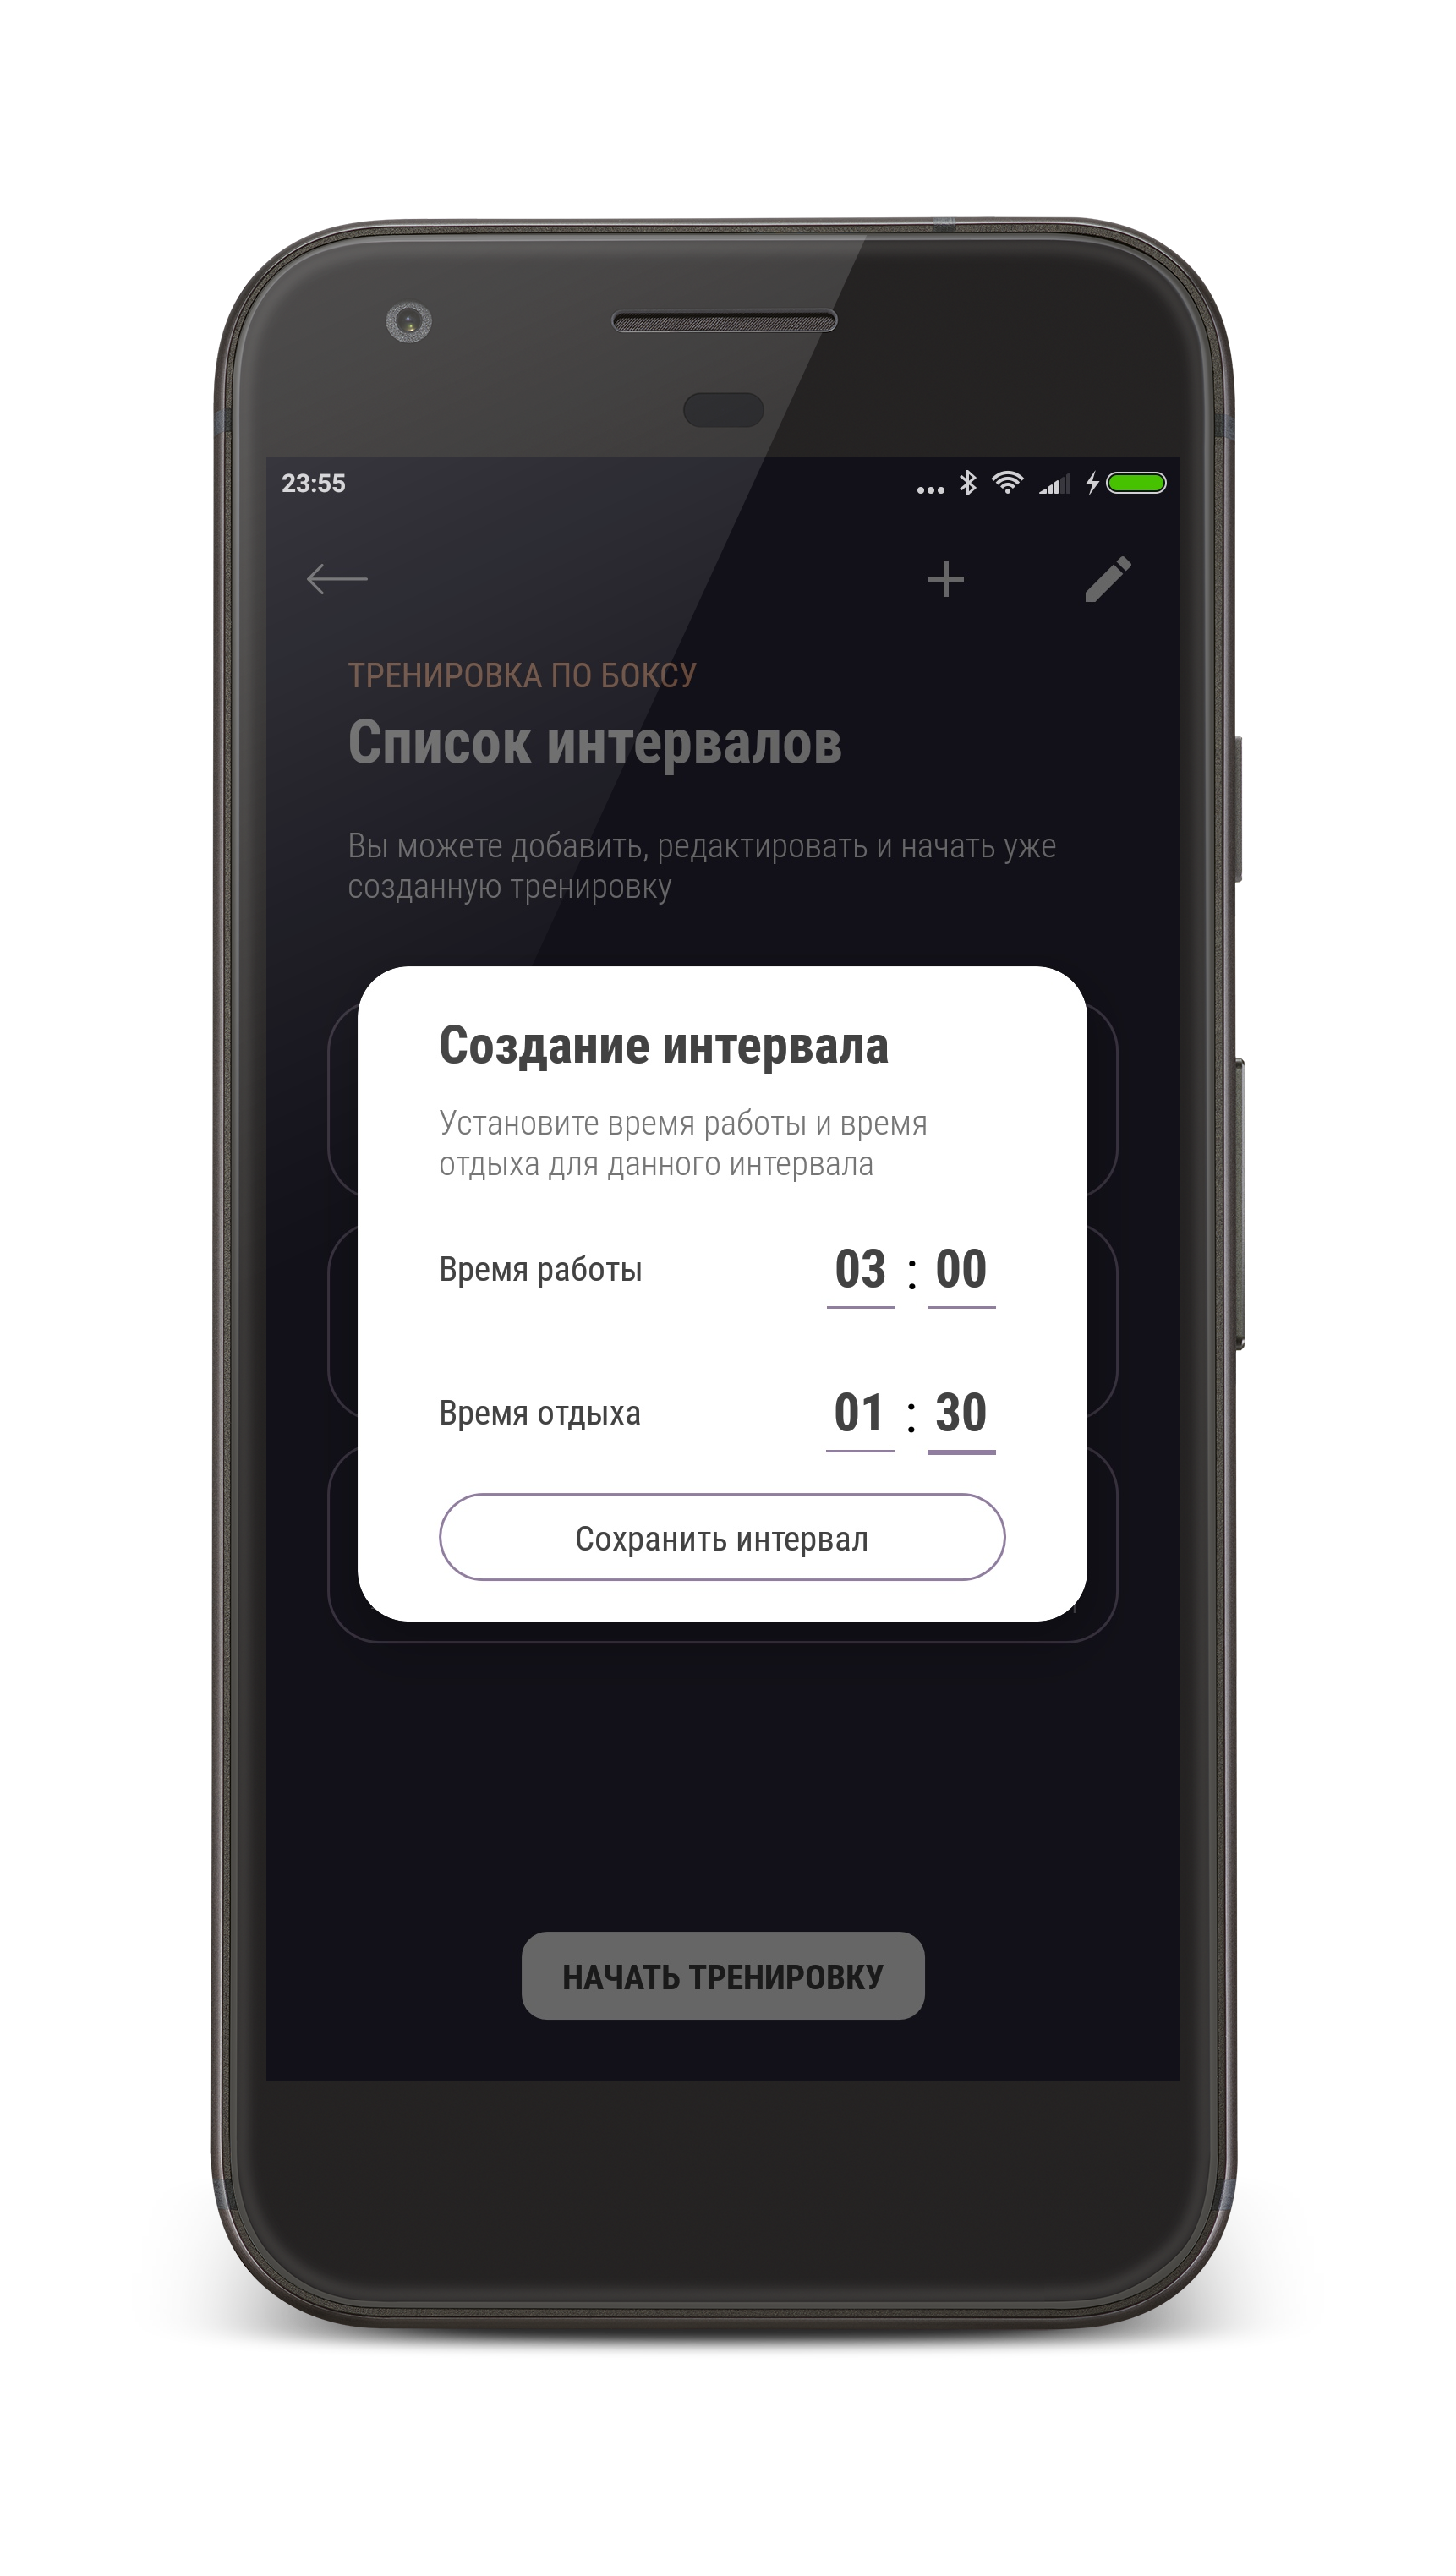 23:55
ТРЕНИРОВКА ПО БОКСУ
Список интервалов
Вы можете добавить, редактировать и начать уже
созданную тренировку
Создание интервала
Установите время работы и время
отдыха для данного интервала
Время работы 03 : 00
Время отдыха 01 : 30
Сохранить интервал
НАЧАТЬ ТРЕНИРОВКУ